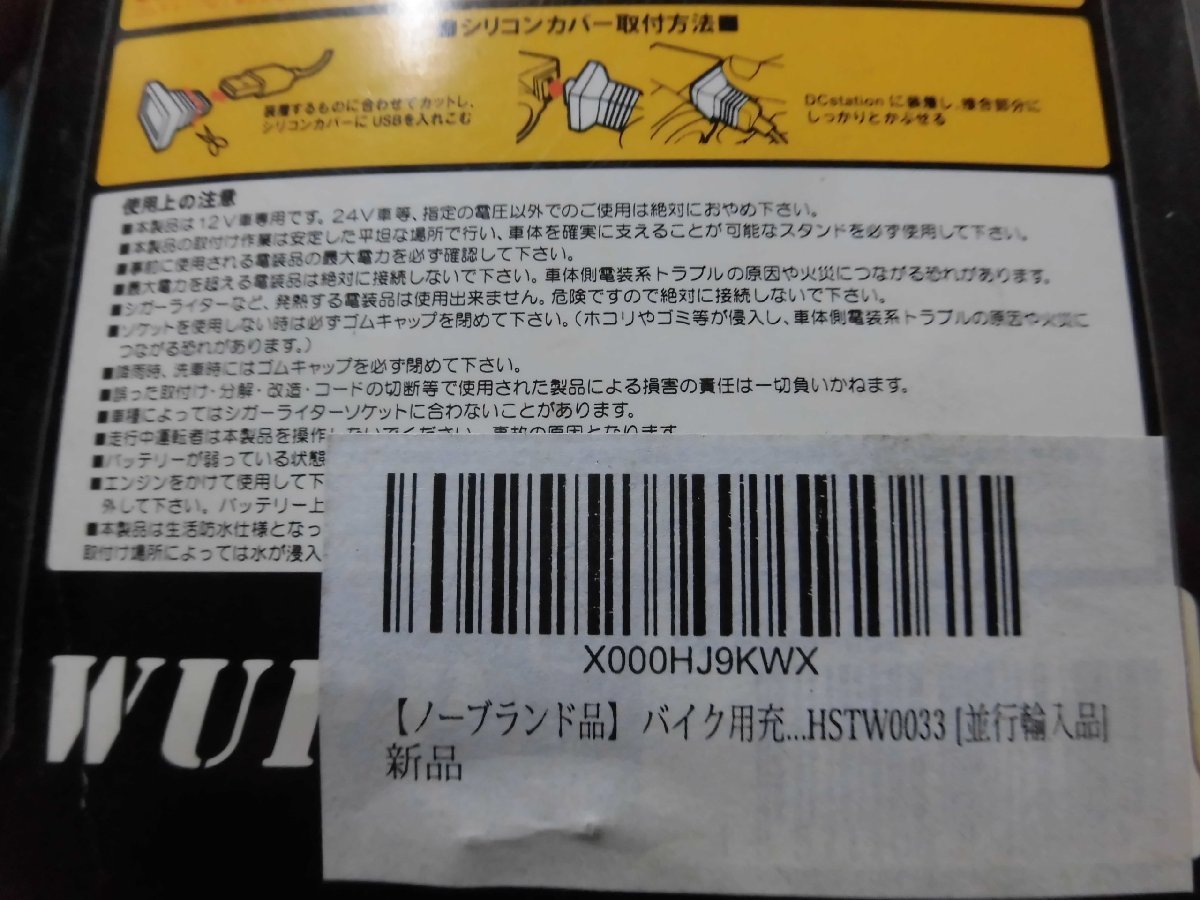 ■シリコンカバー取付方法■
装着するものに合わせてカットし、
シリコンカバーにUSBを入れこむ
DCstationに装着し、接合部分に
しっかりとかぶせる
使用上の注意
■本製品は12V車専用です。24V車等、指定の電圧以外でのご使用は絶対におやめ下さい。
■本製品の取付け作業は安定した平坦な場所で行い、車体を確実に支えることが可能なスタンドを必ず使用して下さい。
■事前に使用される電装品の最大電力を必ず確認して下さい。
■最大電力を超える電装品は絶対に接続しないで下さい。車体側電装系トラブルの原因や火災につながる恐れがあります。
■シガーライターなど、発熱する電装品は使用出来ません。危険ですので絶対に接続しないで下さい。
■ソケットを使用しない時は必ずゴムキャップを閉めて下さい。(ホコリやゴミ等が侵入し、車体側電装系トラブルの原因や火災に
つながる恐れがあります。)
■降雨時、洗車時にはゴムキャップを必ず閉めて下さい。
■誤った取付け・分解・改造・コードの切断等で使用された製品による損害の責任は一切負いかねます。
■車種によってはシガーライターソケットに合わないことがあります。
■走行中運転者は本製品を操作しないでください。事故の原因となります
■バッテリーが弱っている状態
■エンジンをかけて使用して下
外して下さい。バッテリー上
■本製品は生活防水仕様となっ
取付け場所によっては水が浸入
WUI
X000HJ9KWX
【ノーブランド品】 バイク用充...HSTW0033 [並行輸入品]
新品